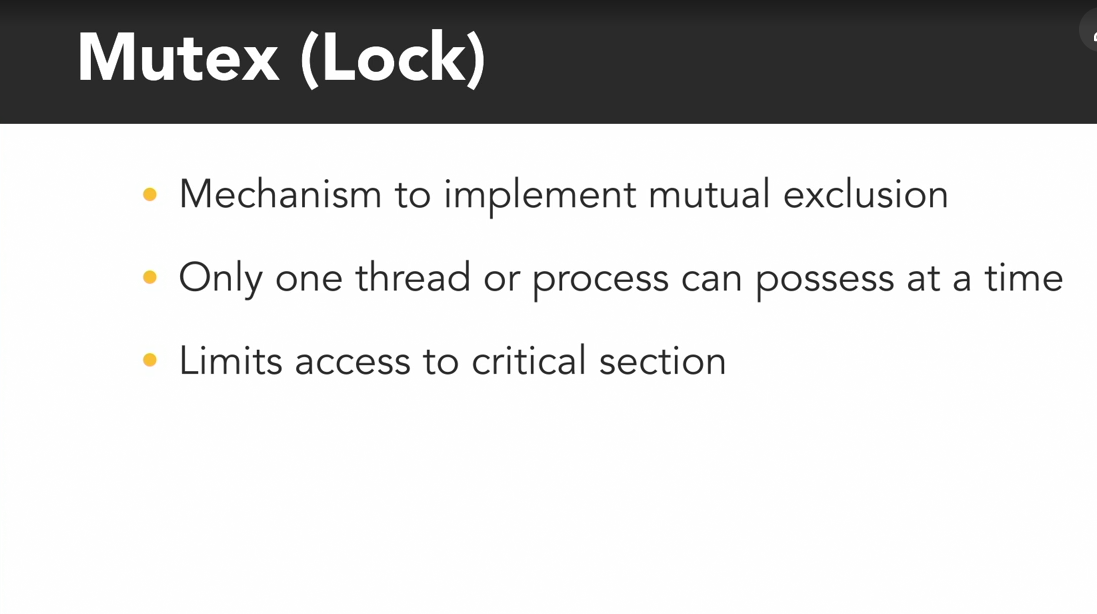 Mutex (Lock)
• Mechanism to implement mutual exclusion
• Only one thread or process can possess at a time
• Limits access to critical section